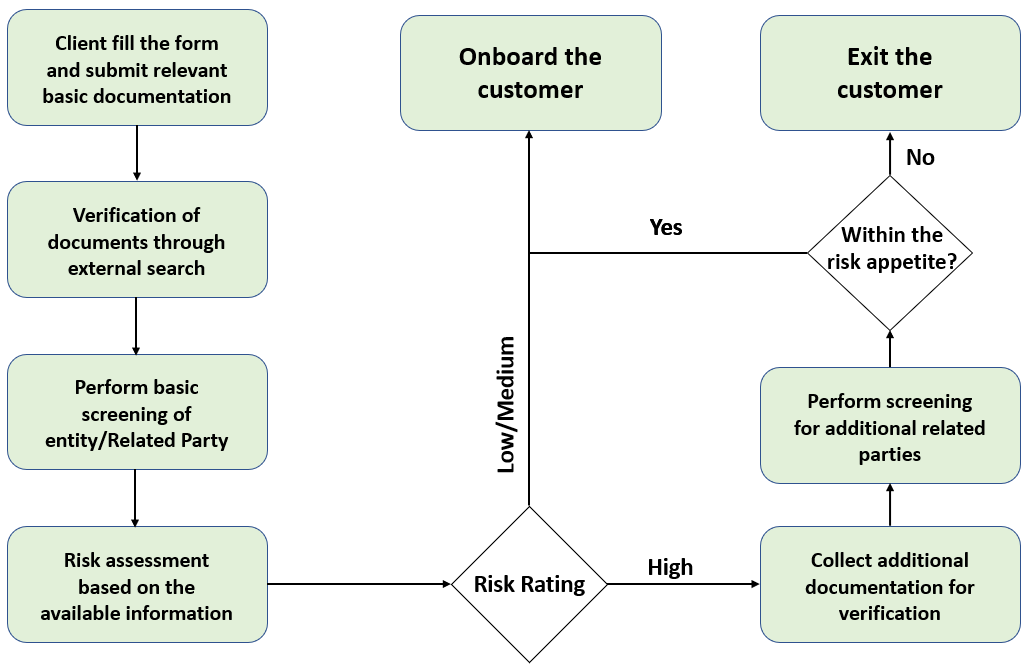 Client fill the form
and submit relevant
basic documentation
Verification of
documents through
external search
Perform basic
screening of
entity/Related Party
Risk assessment
based on the
available information
Risk Rating
Low/Medium
Onboard the
customer
High
Collect additional
documentation for
verification
Perform screening
for additional related
parties
Within the
risk appetite?
Yes
No
Exit the
customer